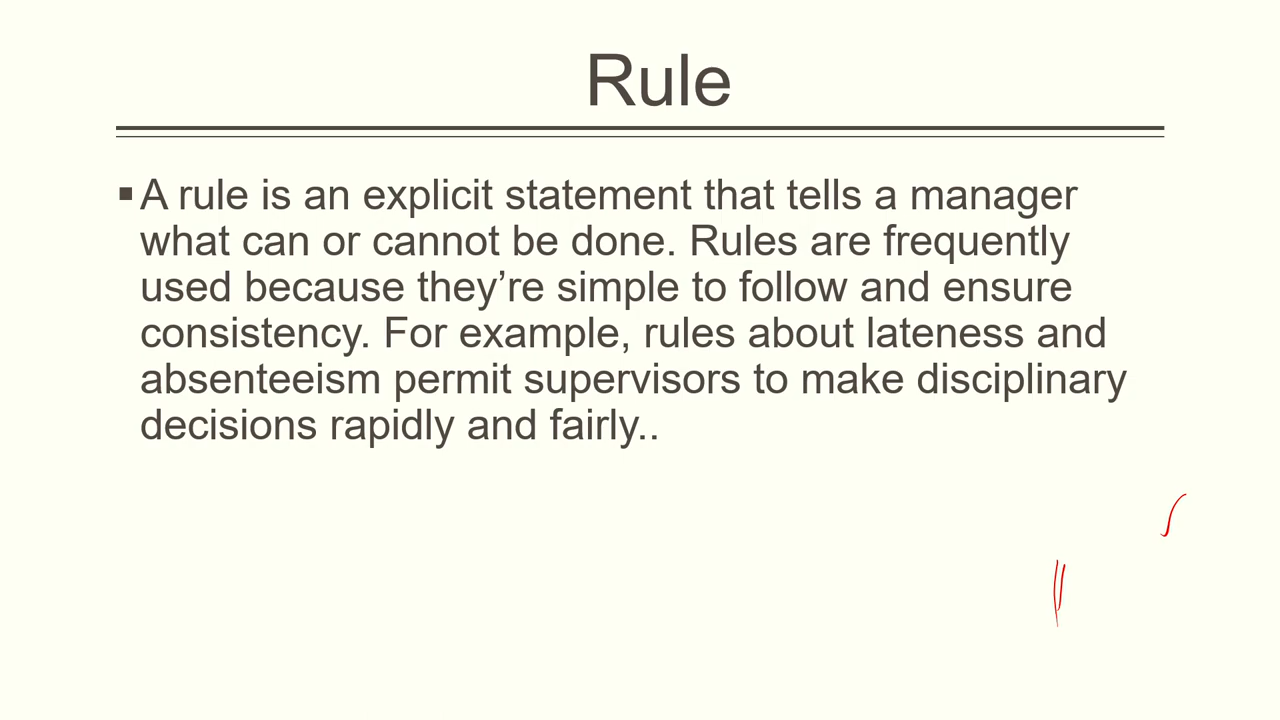 Rule
▪A rule is an explicit statement that tells a manager
what can or cannot be done. Rules are frequently
used because they’re simple to follow and ensure
consistency. For example, rules about lateness and
absenteeism permit supervisors to make disciplinary
decisions rapidly and fairly..